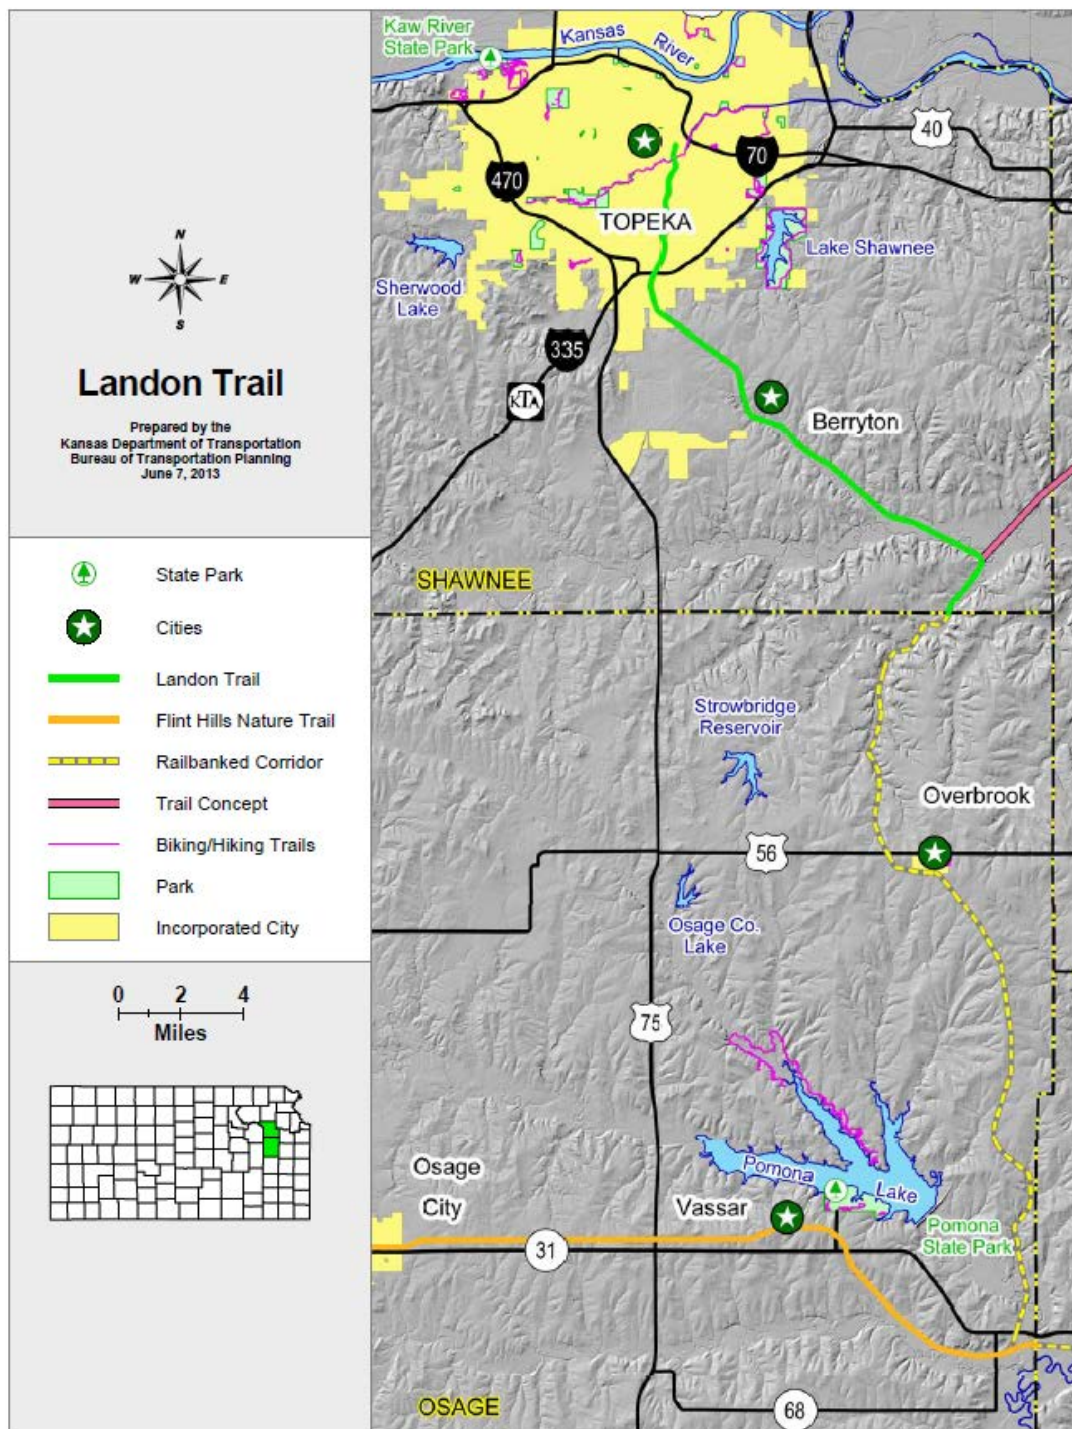 N
W
E
S
Landon Trail
Prepared by the
Kansas Department of Transportation
Bureau of Transportation Planning
June 7, 2013
State Park
Cities
Landon Trail
Flint Hills Nature Trail
Railbanked Corridor
Trail Concept
Biking/Hiking Trails
Park
Incorporated City
0 2 4
Miles
Kaw River
State Park
Kansas
River
40
70
470
TOPEKA
Lake Shawnee
Sherwood
Lake
335
KTA
Berryton
SHAWNEE
Strowbridge
Reservoir
Overbrook
56
Osage Co.
Lake
75
Osage
City
Pomona
Lake
Vassar
Pomona
State Park
31
OSAGE
68